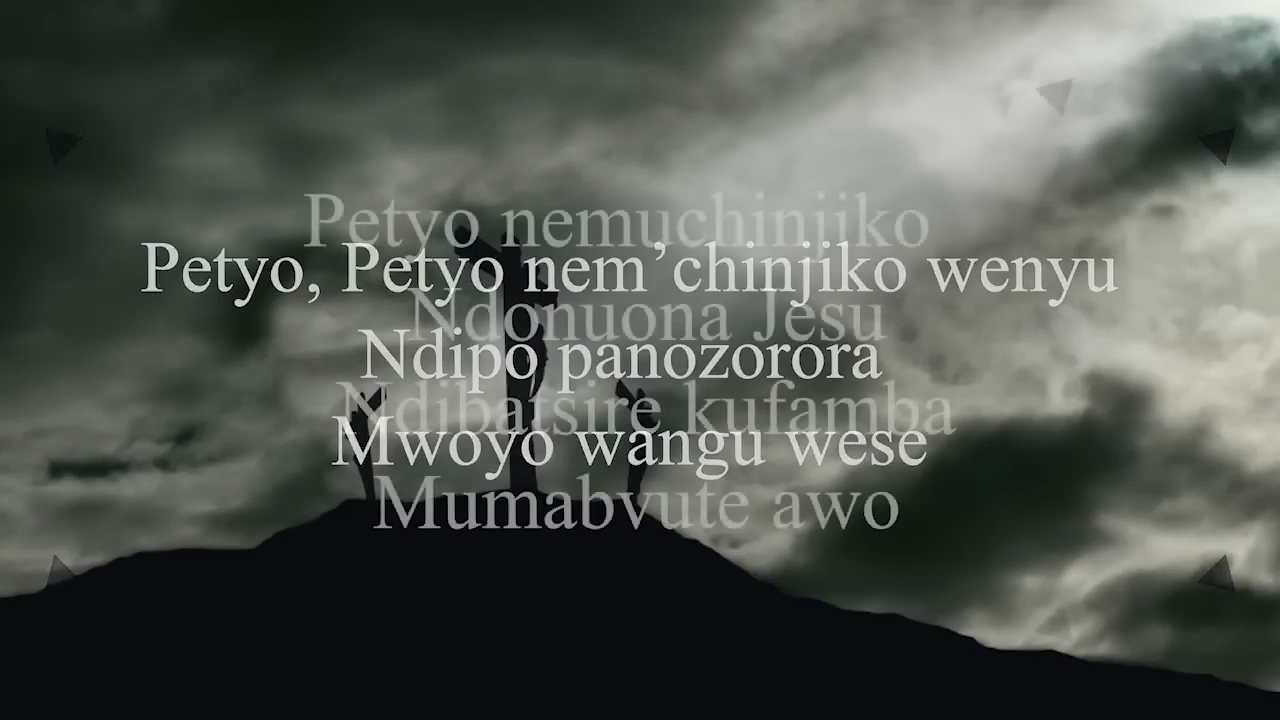 Petyo nemuchinjiko
Petyo, Petyo nem’chinjiko wenyu
Ndonuona Jesu
Ndipo panozorora
Ndibatsire kufamba
Mwoyo wangu wese
Mumabvute awo